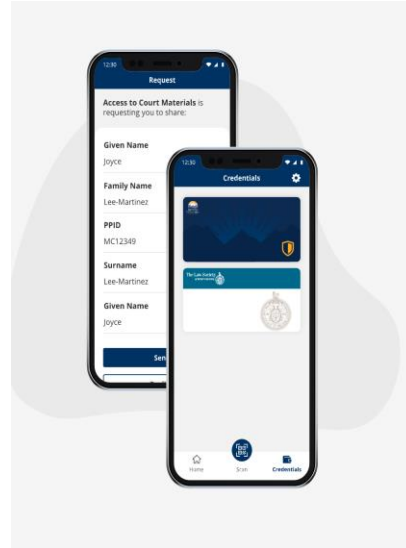 12:30
Request
Access to Court Materials is
requesting you to share:
Given Name
Joyce
Family Name
Lee-Martinez
PPID
MC12349
Surname
Lee-Martinez
Given Name
Joyce
Sen
12:30
Credentials
The Law Society
Home
Scan
Credentials